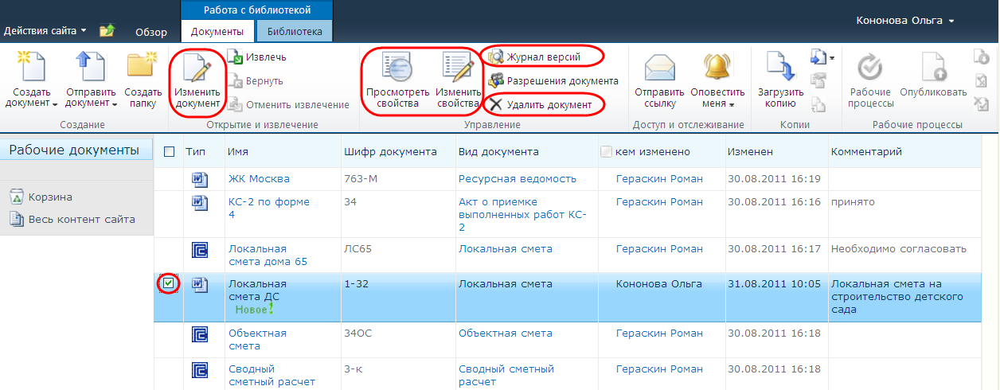 Работа с библиотекой
Действия сайта
Обзор
Документы
Библиотека
Кононова Ольга
Создать документ
Отправить документ
Создать папку
Создание
Изменить документ
Извлечь
Вернуть
Отменить извлечение
Открытие и извлечение
Просмотреть свойства
Изменить свойства
Журнал версий
Разрешения документа
Удалить документ
Управление
Отправить ссылку
Оповестить меня
Доступ и отслеживание
Загрузить копию
Копии
Рабочие процессы
Опубликовать
Рабочие процессы
Рабочие документы
Корзина
Весь контент сайта
Тип Имя Шифр документа Вид документа кем изменено Изменен Комментарий
ЖК Москва 763-М Ресурсная ведомость Гераскин Роман 30.08.2011 16:19
КС-2 по форме 34 Акт о приемке Гераскин Роман 30.08.2011 16:16 принято
4 выполненных работ КС-
2
Локальная ЛС65 Локальная смета Гераскин Роман 30.08.2011 16:17 Необходимо согласовать
смета дома 65
Локальная 1-32 Локальная смета Кононова Ольга 31.08.2011 10:05 Локальная смета на
смета ДС строительство детского
Новое! сада
Объектная 34ОС Объектная смета Гераскин Роман 30.08.2011 16:18
смета
Сводный 3-к Сводный сметный Гераскин Роман 30.08.2011 16:18
сметный расчет расчет